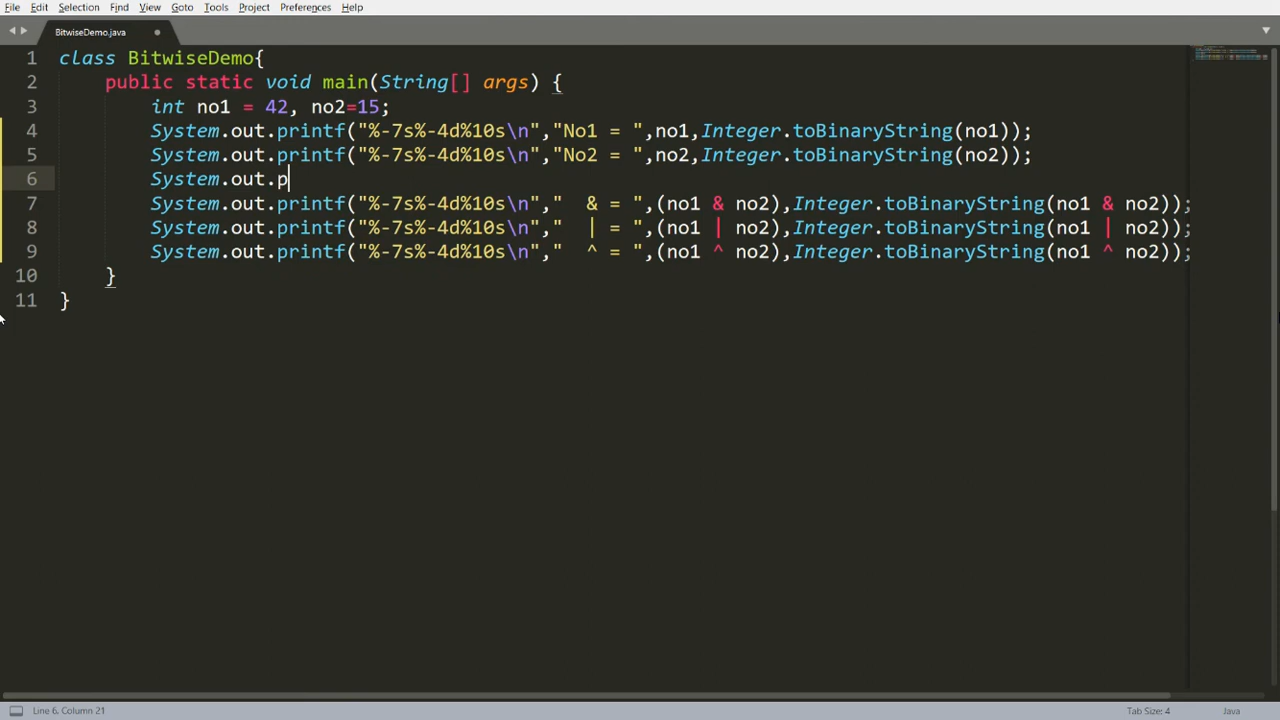 File Edit Selection Find View Goto Tools Project Preferences Help
BitwiseDemo.java
1 class BitwiseDemo{
2 public static void main(String[] args) {
3 int no1 = 42, no2=15;
4 System.out.printf("%-7s%-4d%10s\n","No1 = ",no1,Integer.toBinaryString(no1));
5 System.out.printf("%-7s%-4d%10s\n","No2 = ",no2,Integer.toBinaryString(no2));
6 System.out.p
7 System.out.printf("%-7s%-4d%10s\n","  & = ",(no1 & no2),Integer.toBinaryString(no1 & no2));
8 System.out.printf("%-7s%-4d%10s\n","  | = ",(no1 | no2),Integer.toBinaryString(no1 | no2));
9 System.out.printf("%-7s%-4d%10s\n","  ^ = ",(no1 ^ no2),Integer.toBinaryString(no1 ^ no2));
10 }
11 }
Line 6, Column 21 Tab Size: 4 Java